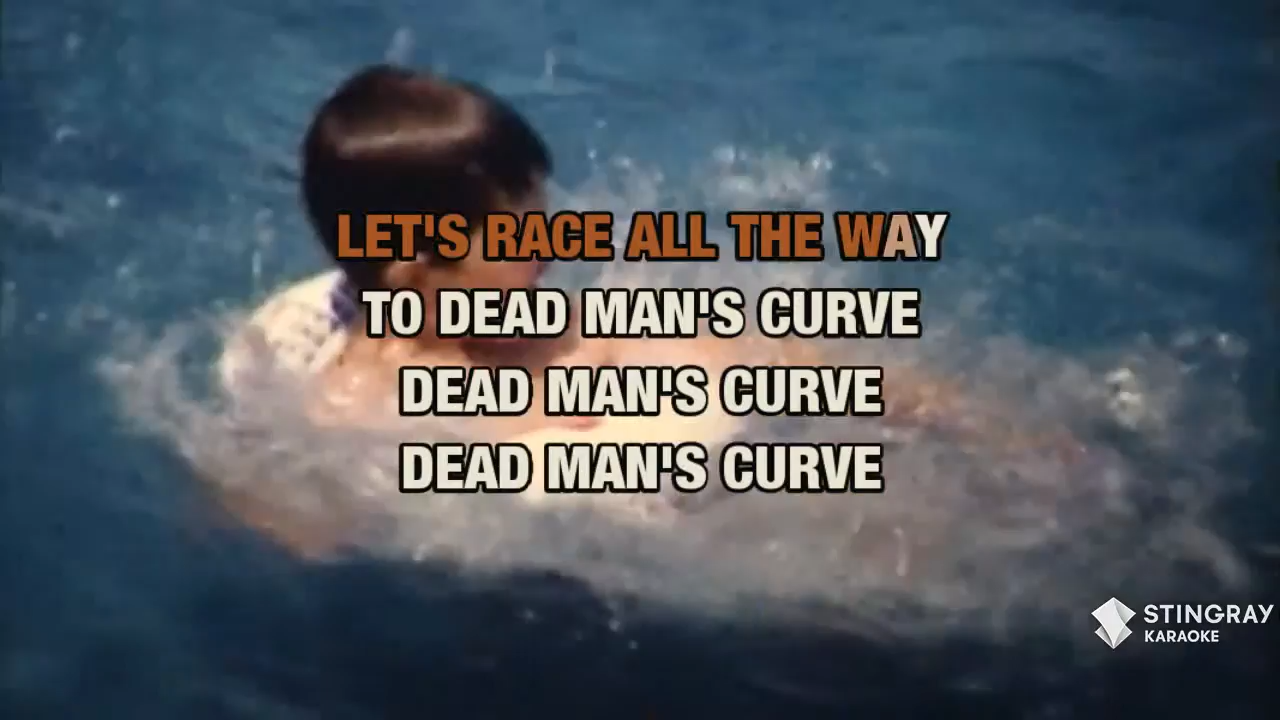 LET'S RACE ALL THE WAY
TO DEAD MAN'S CURVE
DEAD MAN'S CURVE
DEAD MAN'S CURVE
STINGRAY
KARAOKE